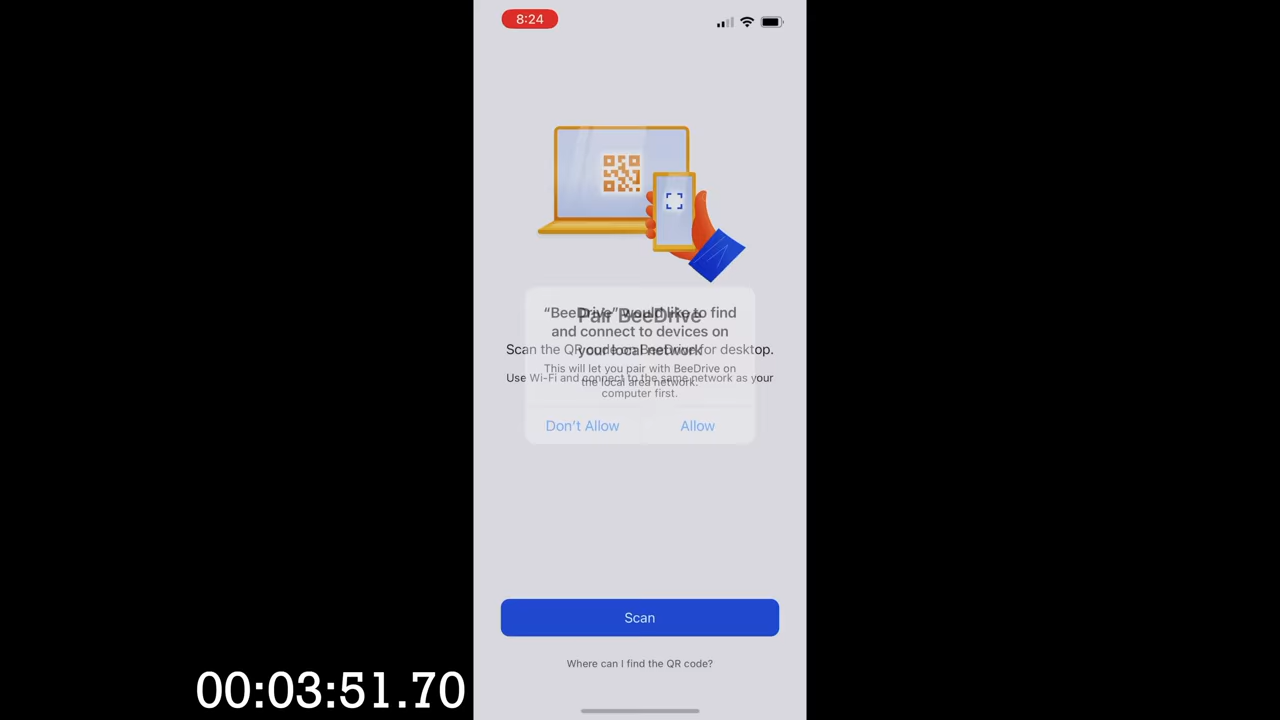 8:24
Pair BeeDrive
“BeeDrive” would like to find
and connect to devices on
your local network
Scan the QR code on BeeDrive for desktop.
This will let you pair with BeeDrive on
the local area network.
Use Wi-Fi and connect to the same network as your
computer first.
Don’t Allow
Allow
Scan
Where can I find the QR code?
00:03:51.70